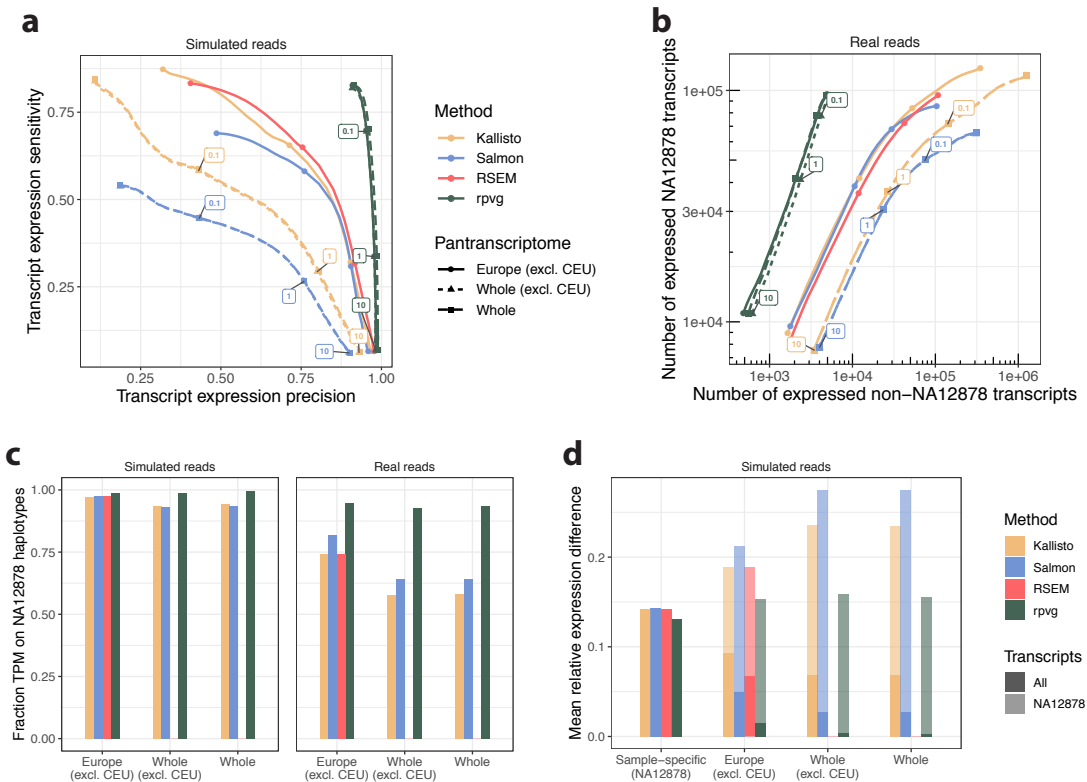 a
Simulated reads
Transcript expression sensitivity
0.75
0.50
0.25
0.1
0.1
0.1
1
1
1
10
10
10
0.25
0.50
0.75
1.00
Transcript expression precision
Method
Kallisto
Salmon
RSEM
rpvg
Pantranscriptome
Europe (excl. CEU)
Whole (excl. CEU)
Whole
b
Real reads
Number of expressed NA12878 transcripts
1e+05
3e+04
1e+04
0.1
0.1
0.1
1
1
1
10
10
10
1e+03
1e+04
1e+05
1e+06
Number of expressed non−NA12878 transcripts
c
Simulated reads
Real reads
Fraction TPM on NA12878 haplotypes
1.00
0.75
0.50
0.25
0.00
Europe
(excl. CEU)
Whole
(excl. CEU)
Whole
Europe
(excl. CEU)
Whole
(excl. CEU)
Whole
d
Simulated reads
Mean relative expression difference
0.2
0.1
0.0
Sample−specific
(NA12878)
Europe
(excl. CEU)
Whole
(excl. CEU)
Whole
Method
Kallisto
Salmon
RSEM
rpvg
Transcripts
All
NA12878